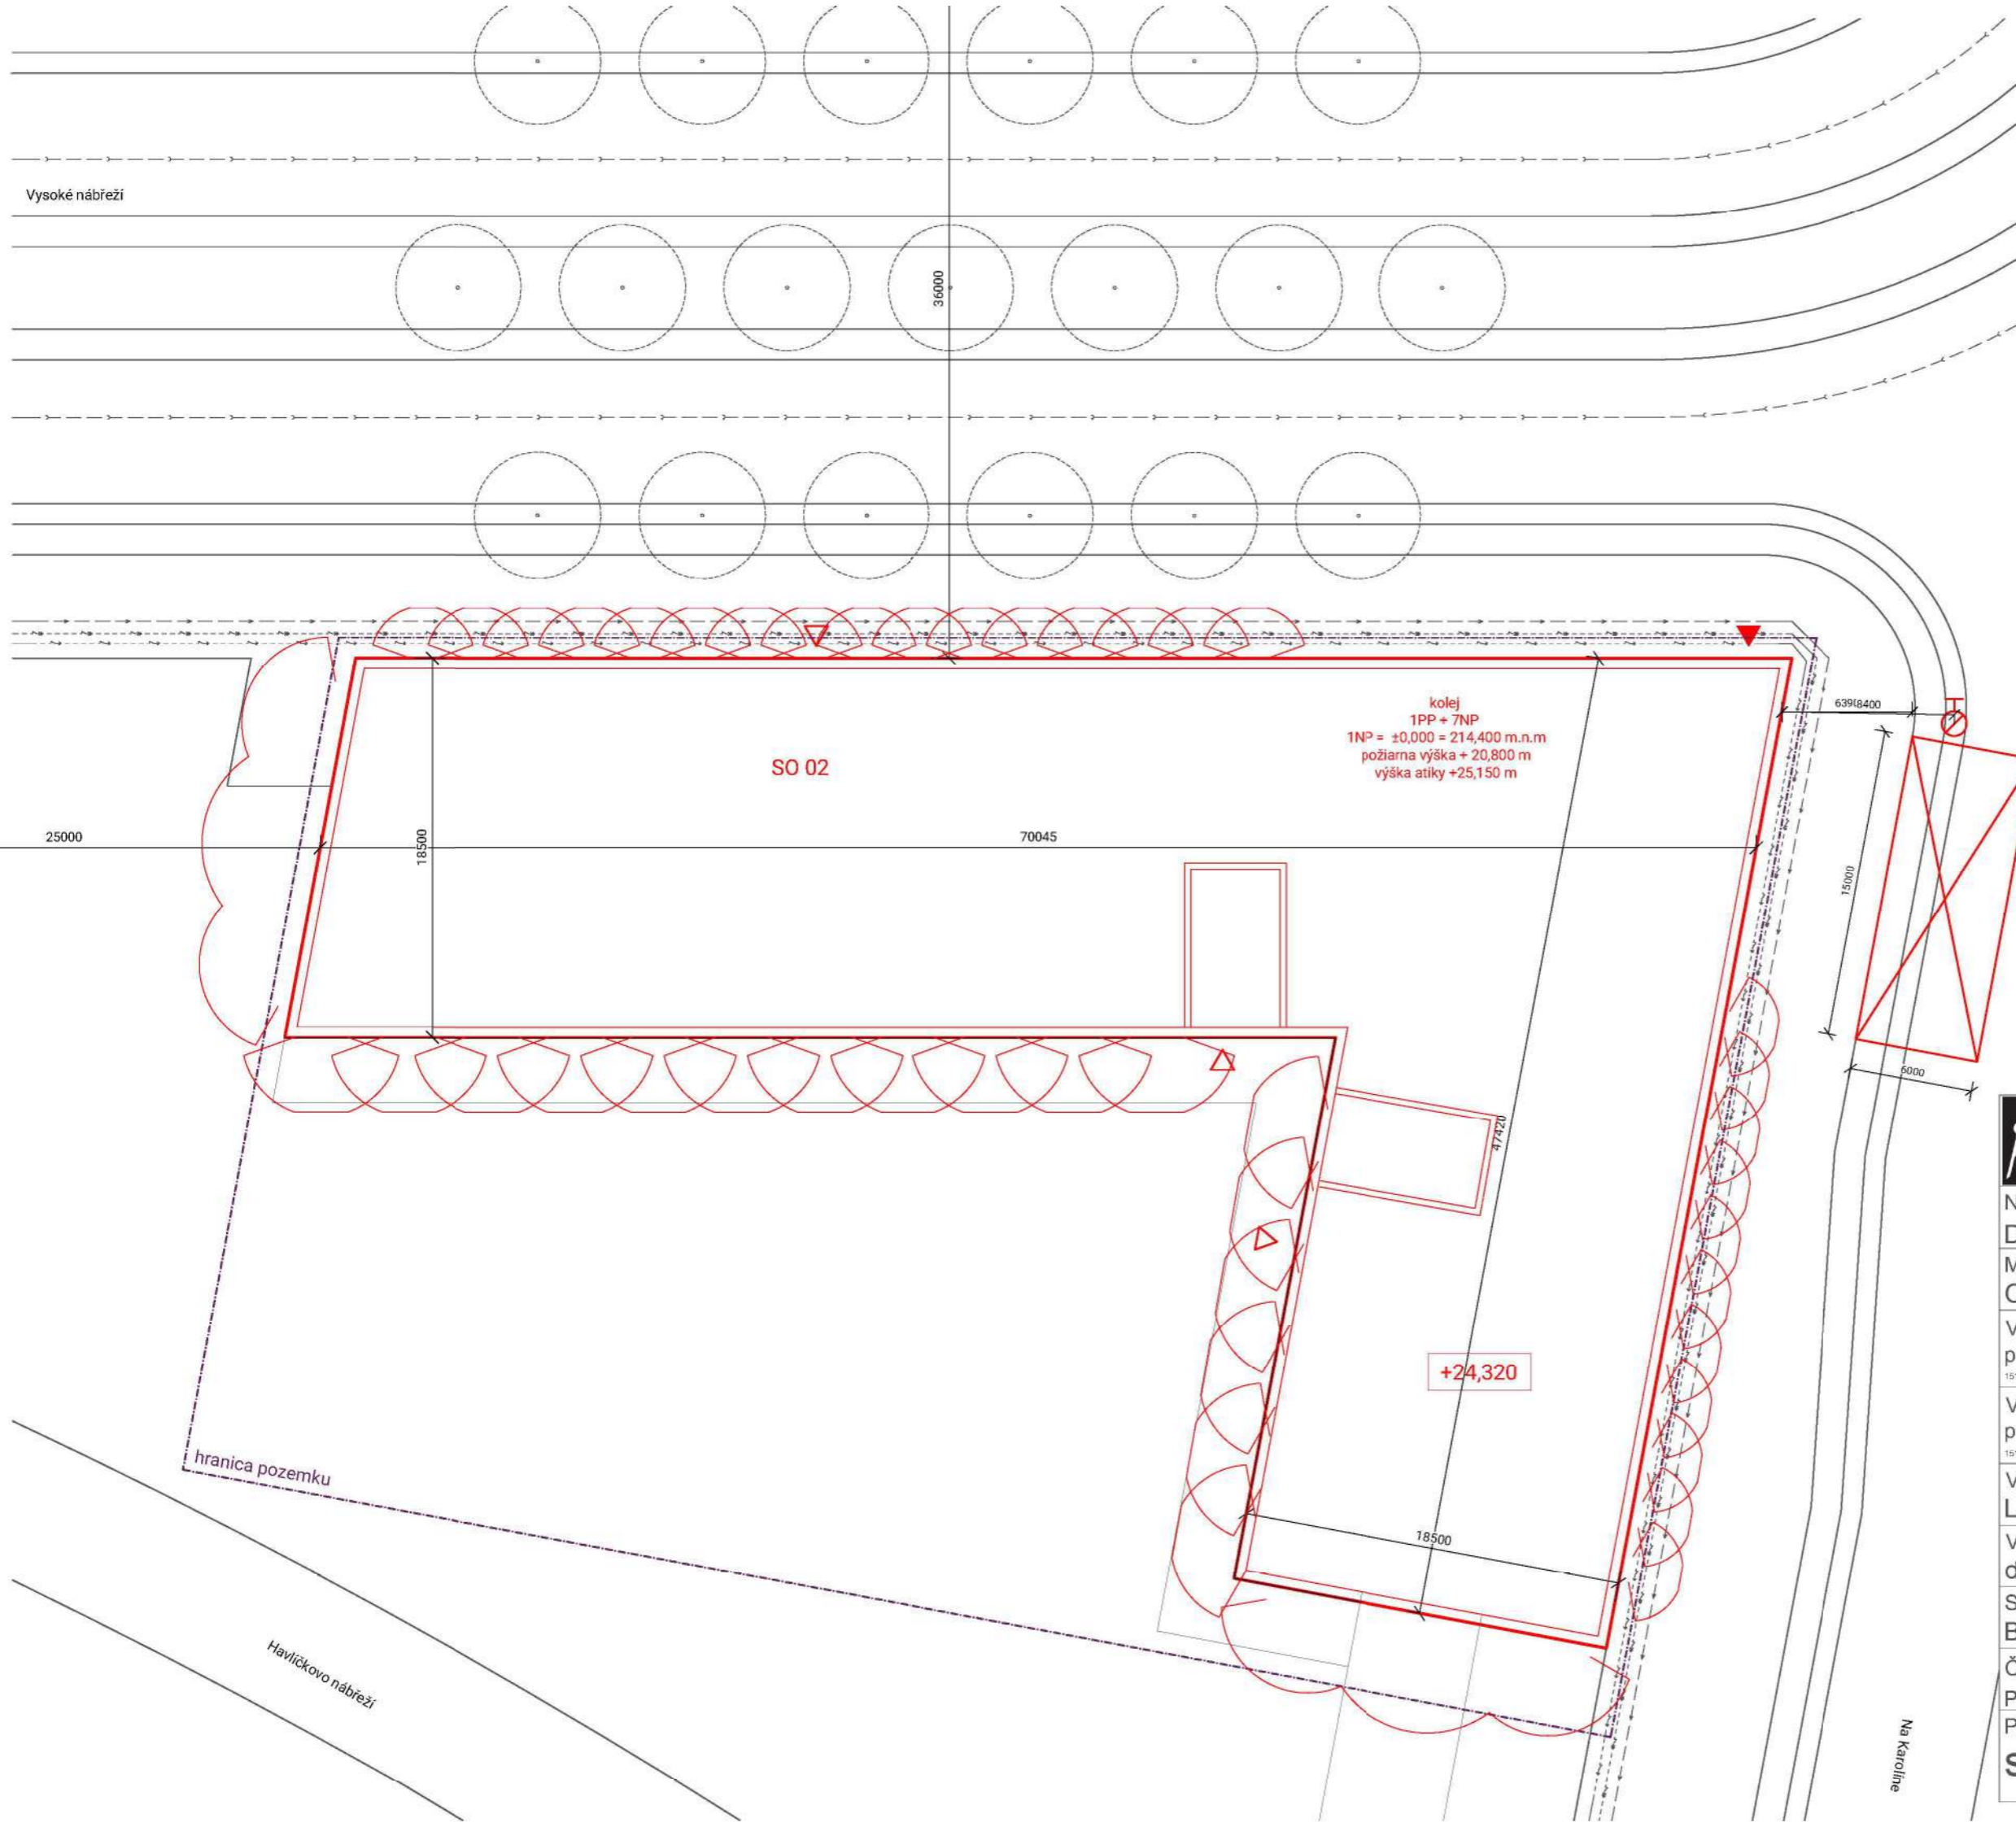 Vysoké nábřeží
36000
kolej
1PP + 7NP
1NP = ±0,000 = 214,400 m.n.m
požiarna výška + 20,800 m
výška atiky +25,150 m
SO 02
8400
25000
18500
70045
15000
6000
47420
+24,320
18500
hranica pozemku
Havlíčkovo nábřeží
Na Karolíne